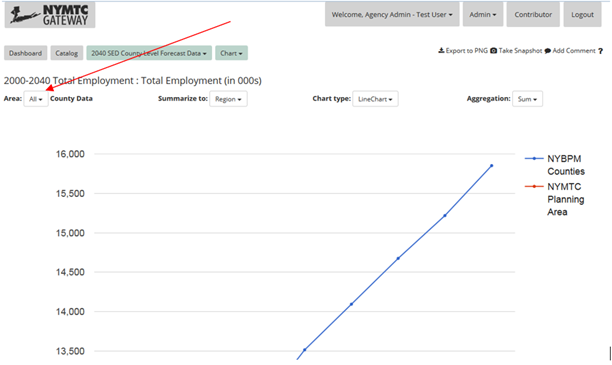 NYMTC
GATEWAY
Welcome, Agency Admin - Test User
Admin
Contributor
Logout
Dashboard
Catalog
2040 SED County Level Forecast Data
Chart
Export to PNG
Take Snapshot
Add Comment
?
2000-2040 Total Employment : Total Employment (in 000s)
Area: All County Data
Summarize to: Region
Chart type: LineChart
Aggregation: Sum
16,000
15,500
15,000
14,500
14,000
13,500
NYBPM
Counties
NYMTC
Planning
Area